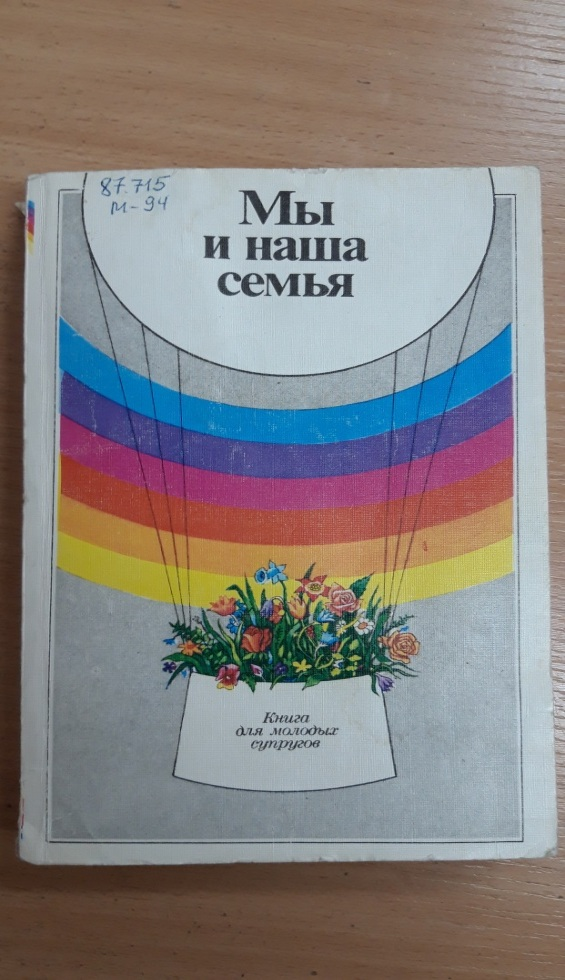 87.715
М-94
Мы
и наша
семья
Книга
для молодых
супругов